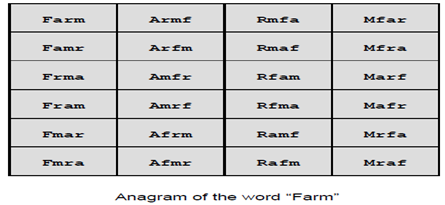 Farm Armf Rmfa Mfar
Famr Arfm Rmaf Mfra
Frma Amfr Rfam Marf
Fram Amrf Rfma Mafr
Fmar Afrm Ramf Mrfa
Fmra Afmr Rafm Mraf
Anagram of the word "Farm"